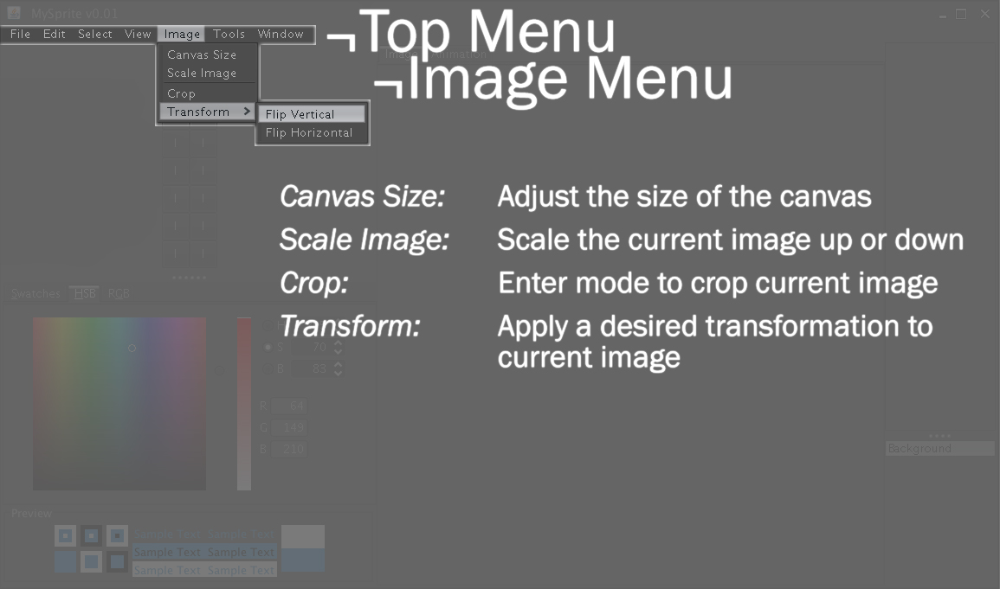 MySprite v0.01
File Edit Select View Image Tools Window
¬Top Menu
¬Image Menu
Canvas Size
Scale Image
Crop
Transform >
Flip Vertical
Flip Horizontal
Image Animation
Canvas Size: Adjust the size of the canvas
Scale Image: Scale the current image up or down
Crop: Enter mode to crop current image
Transform: Apply a desired transformation to
current image
Swatches HSB RGB
S 70
B 83
R 64
G 149
B 210
Background
Preview
Sample Text Sample Text
Sample Text Sample Text
Sample Text Sample Text